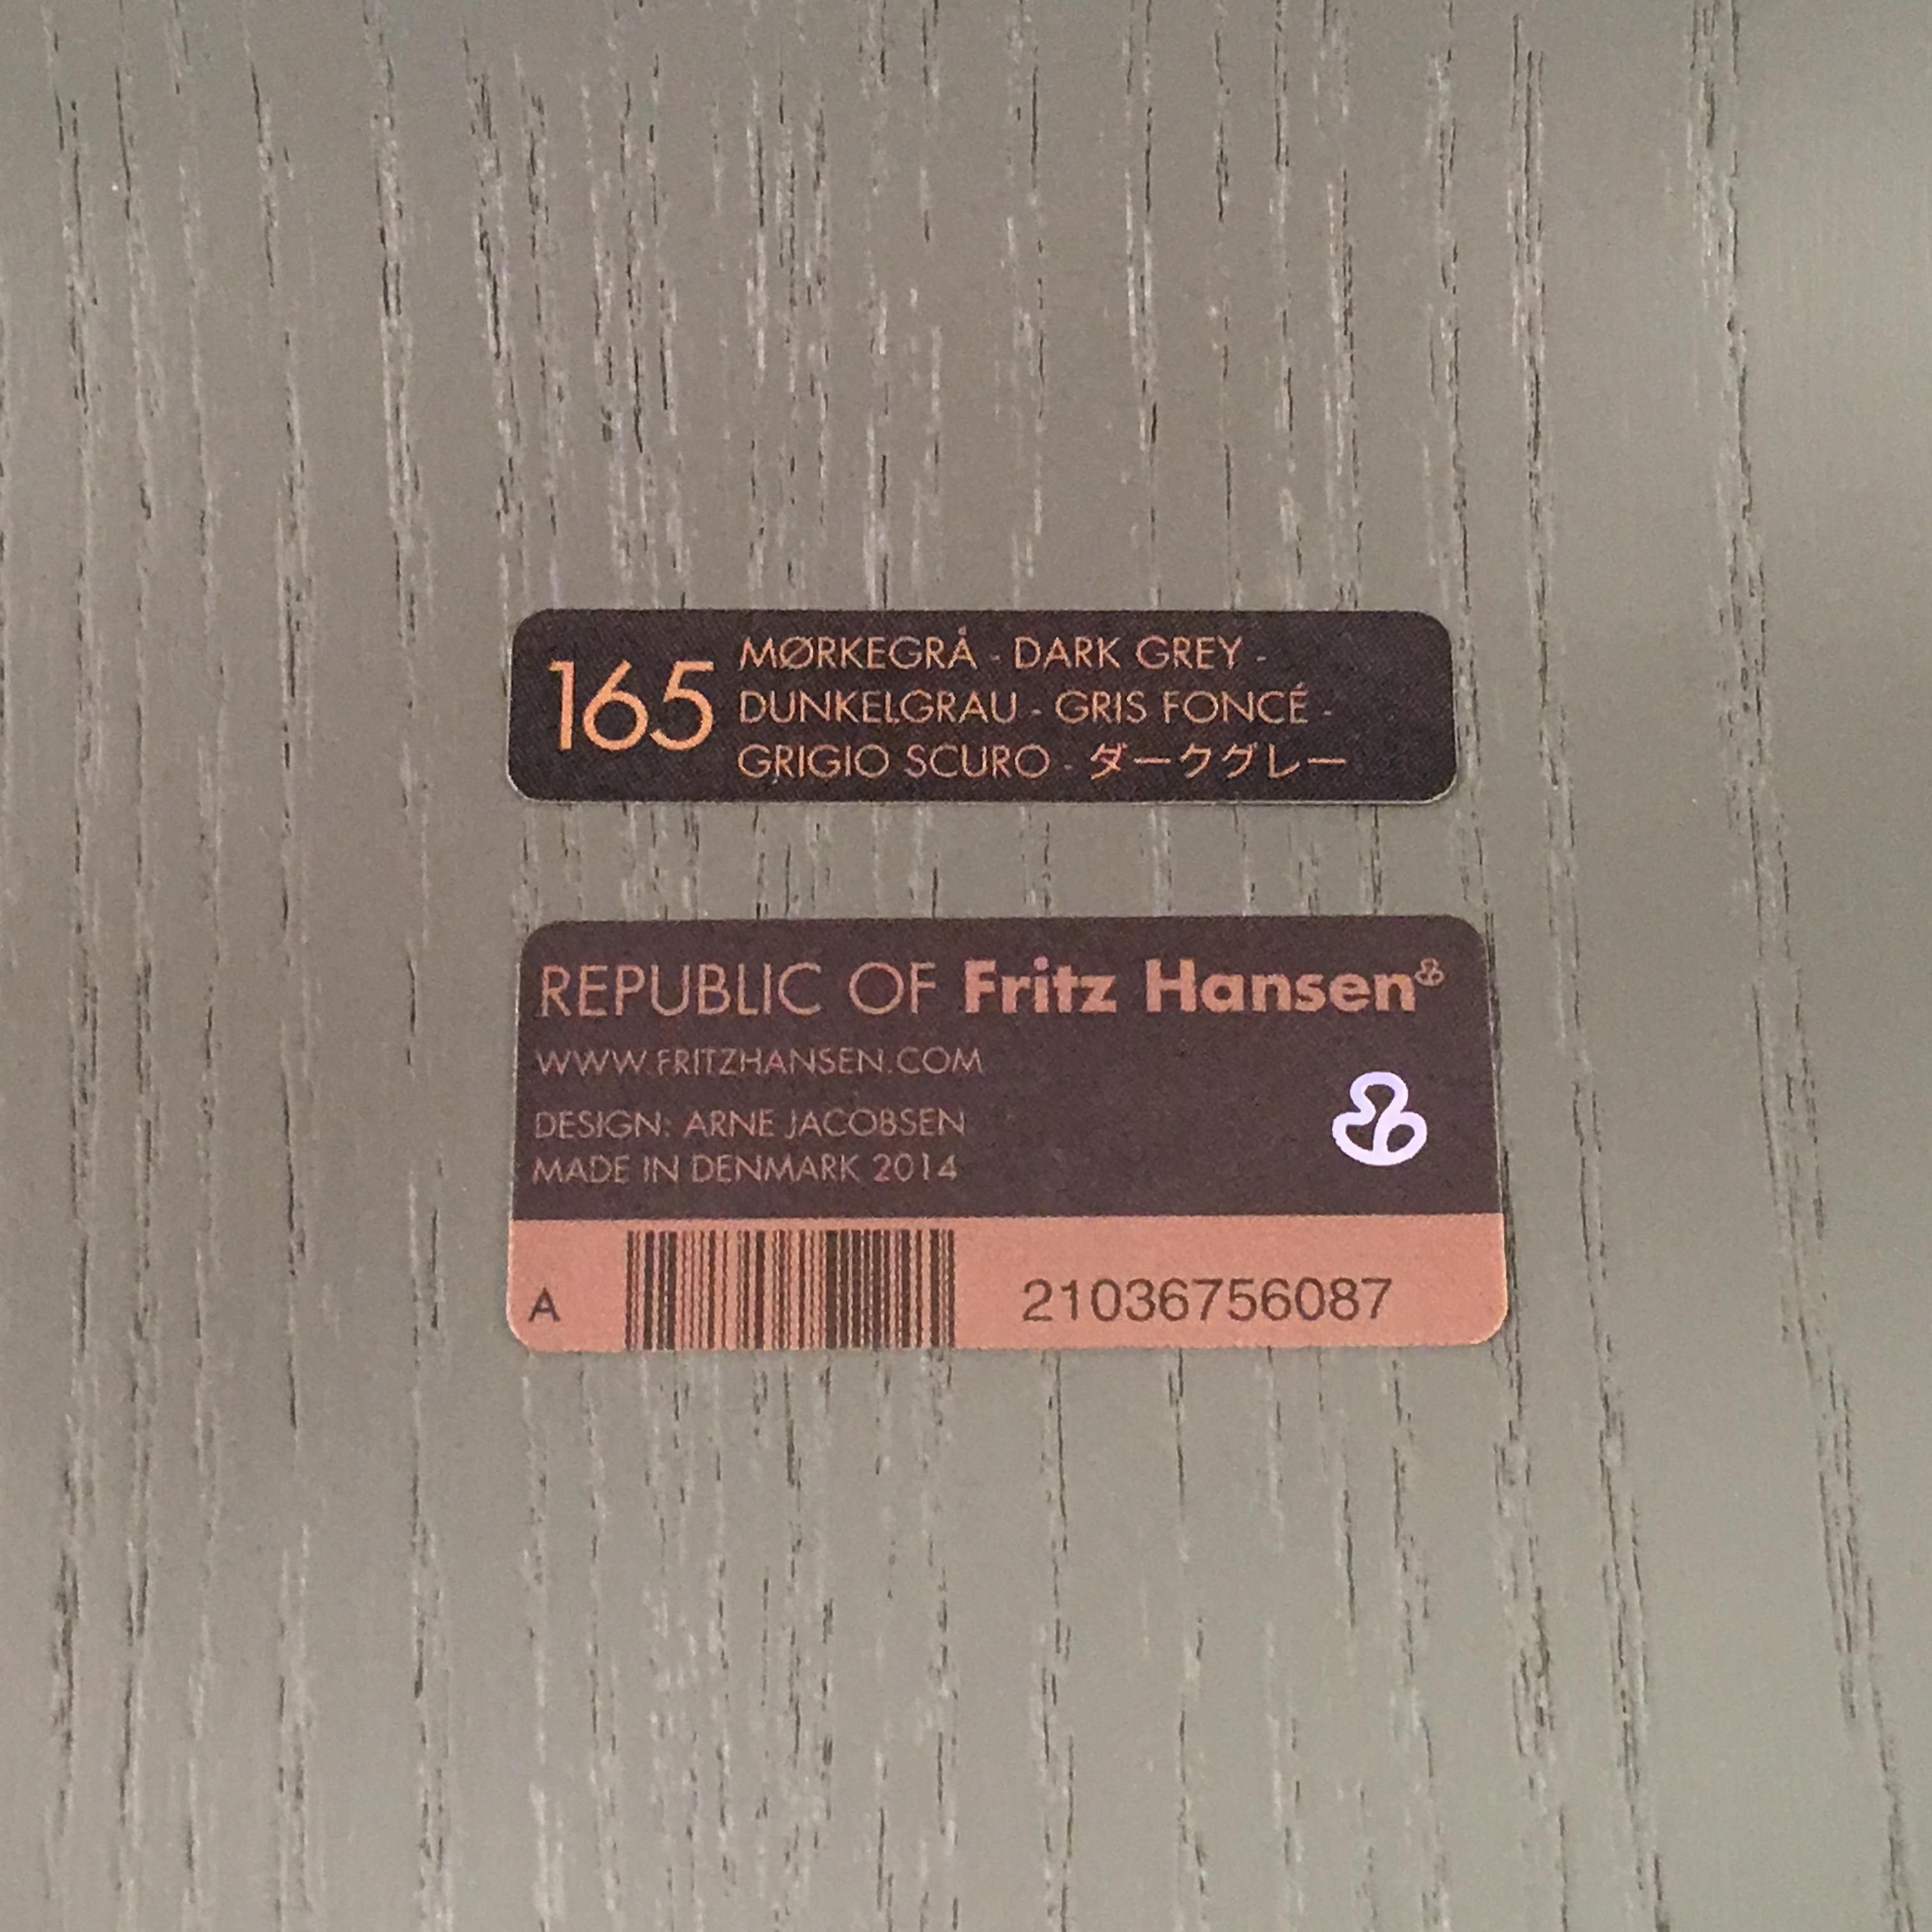 165
MØRKEGRÅ - DARK GREY -
DUNKELGRAU - GRIS FONCÉ -
GRIGIO SCURO - ダークグレー
REPUBLIC OF Fritz Hansen
WWW.FRITZHANSEN.COM
DESIGN: ARNE JACOBSEN
MADE IN DENMARK 2014
A 21036756087